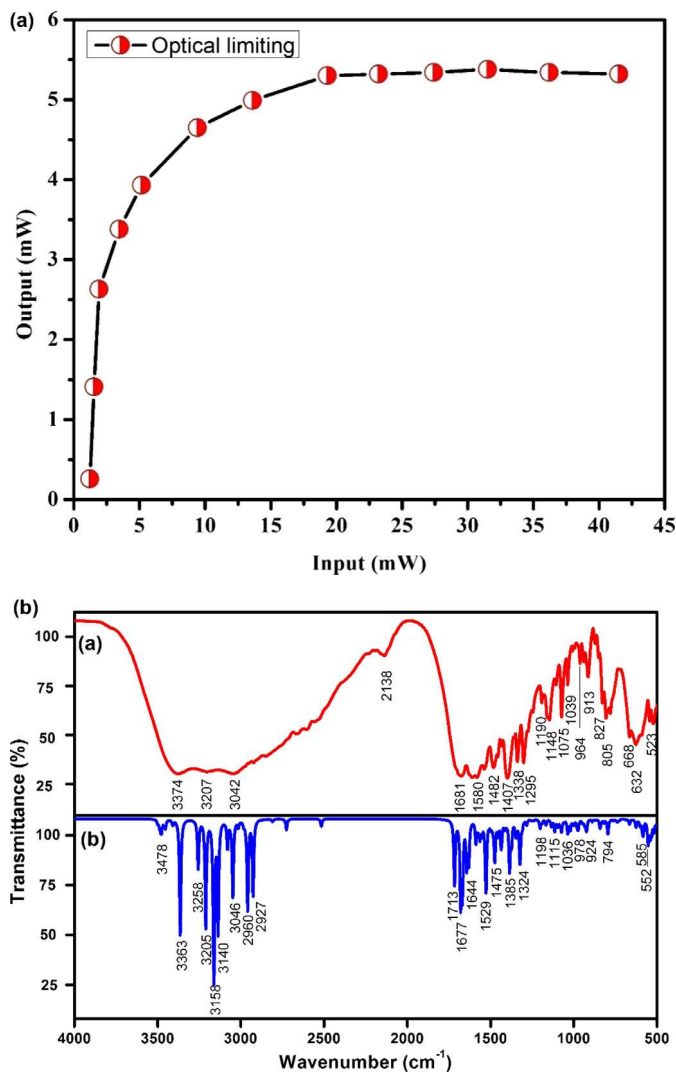 (a)
6
Optical limiting
5
4
3
2
1
0
Output (mW)
0 5 10 15 20 25 30 35 40 45
Input (mW)
(b)
(a)
100
75
50
25
2138
3374 3207 3042
1681 1580 1482 1407 1338 1295 1190 1148 1075 1039 964 913 827 805 668 632 523
Transmittance (%)
(b)
100
75
50
25
3478 3363 3258 3205 3158 3140 3046 2960 2927
1713 1677 1644 1529 1475 1385 1324 1198 1115 1036 978 924 794 585 552
4000 3500 3000 2500 2000 1500 1000 500
Wavenumber (cm⁻¹)